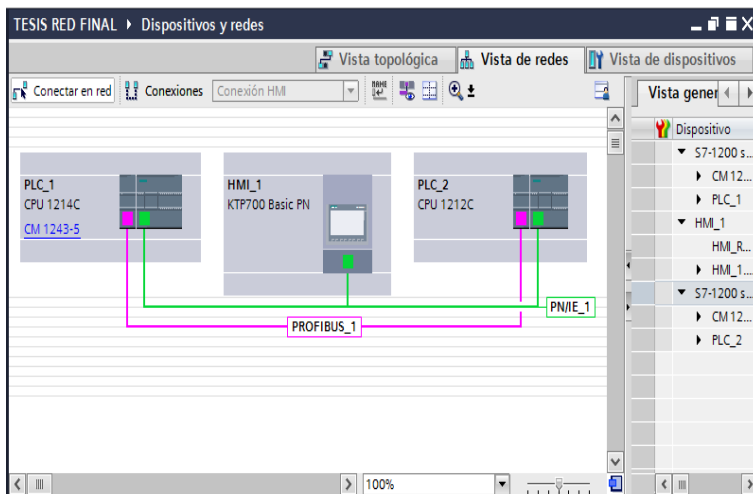 TESIS RED FINAL ▸ Dispositivos y redes
Vista topológica Vista de redes Vista de dispositivos
Conectar en red Conexiones Conexión HMI Vista gener
Dispositivo
S7-1200 s...
CM 12...
PLC_1
HMI_1
HMI_R...
HMI_1....
S7-1200 s...
CM 12...
PLC_2
PLC_1
CPU 1214C
CM 1243-5
HMI_1
KTP700 Basic PN
PLC_2
CPU 1212C
PN/IE_1
PROFIBUS_1
100%